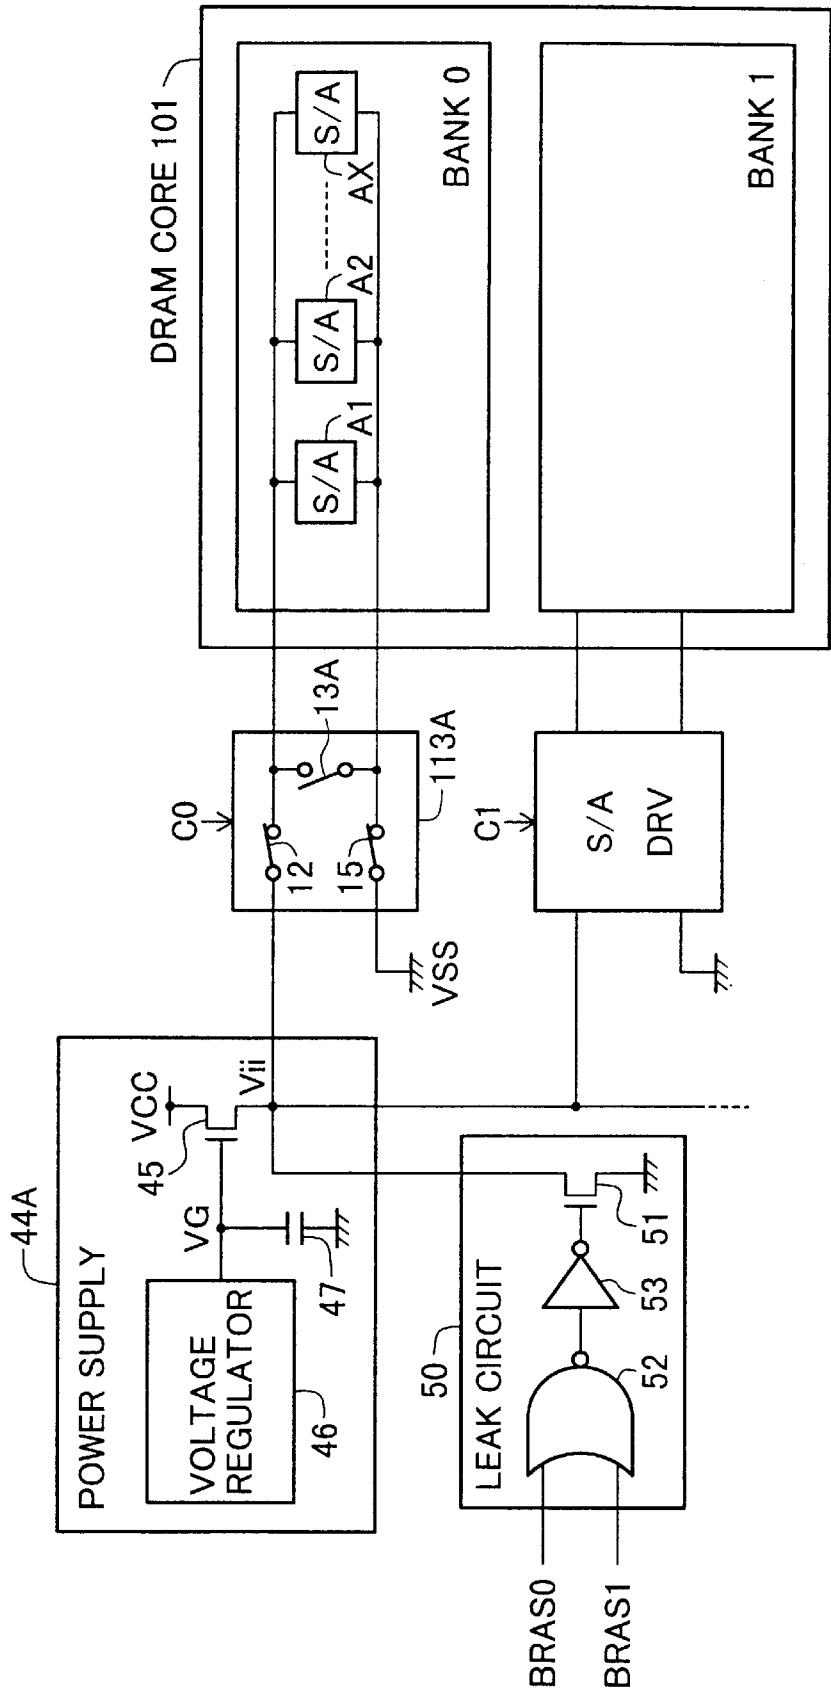 DRAM CORE 101
S/A
A1
S/A
A2
S/A
AX
BANK 0
BANK 1
C0
12
13A
15
113A
VSS
C1
S/A
DRV
44A
POWER SUPPLY
VOLTAGE
REGULATOR
46
VG
47
45
VCC
Vii
50
LEAK CIRCUIT
52
53
51
BRAS0
BRAS1